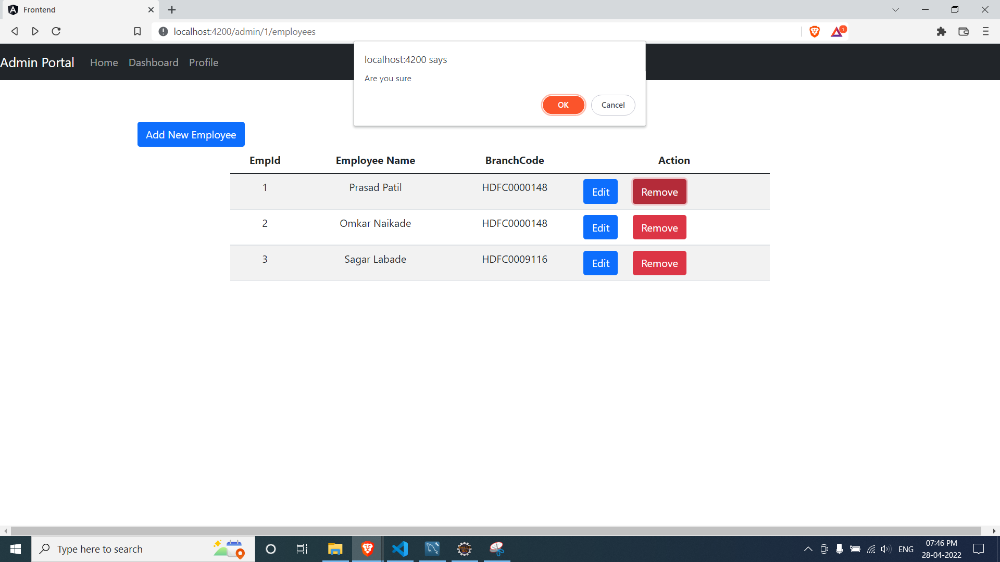 Frontend
localhost:4200/admin/1/employees
1
Admin Portal Home Dashboard Profile
localhost:4200 says
Are you sure
OK Cancel
Add New Employee
EmpId Employee Name BranchCode Action
1 Prasad Patil HDFC0000148 Edit Remove
2 Omkar Naikade HDFC0000148 Edit Remove
3 Sagar Labade HDFC0009116 Edit Remove
Type here to search
ENG
07:46 PM
28-04-2022